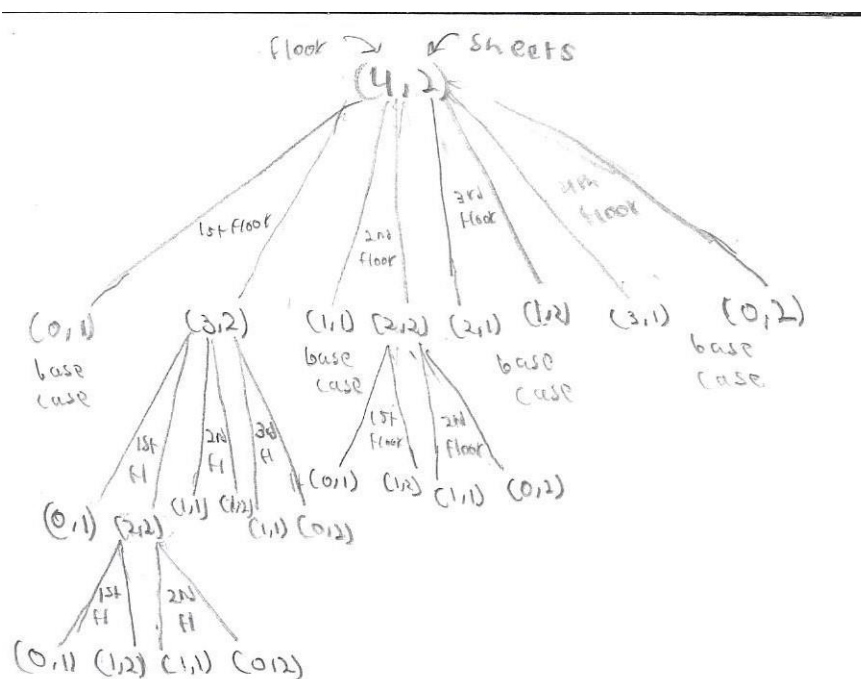 floor sheets
(4,2)
1st floor 2nd floor 3rd floor 4th floor
(0,1) (3,2) (1,1) (2,2) (2,1) (1,2) (3,1) (0,2)
base case base case base case base case
1st fl 2nd fl 3rd fl 1st floor 2nd floor
(0,1) (2,2) (1,1) (1,2) (1,1) (0,2) (0,1) (1,2) (1,1) (0,2)
1st fl 2nd fl
(0,1) (1,2) (1,1) (0,2)